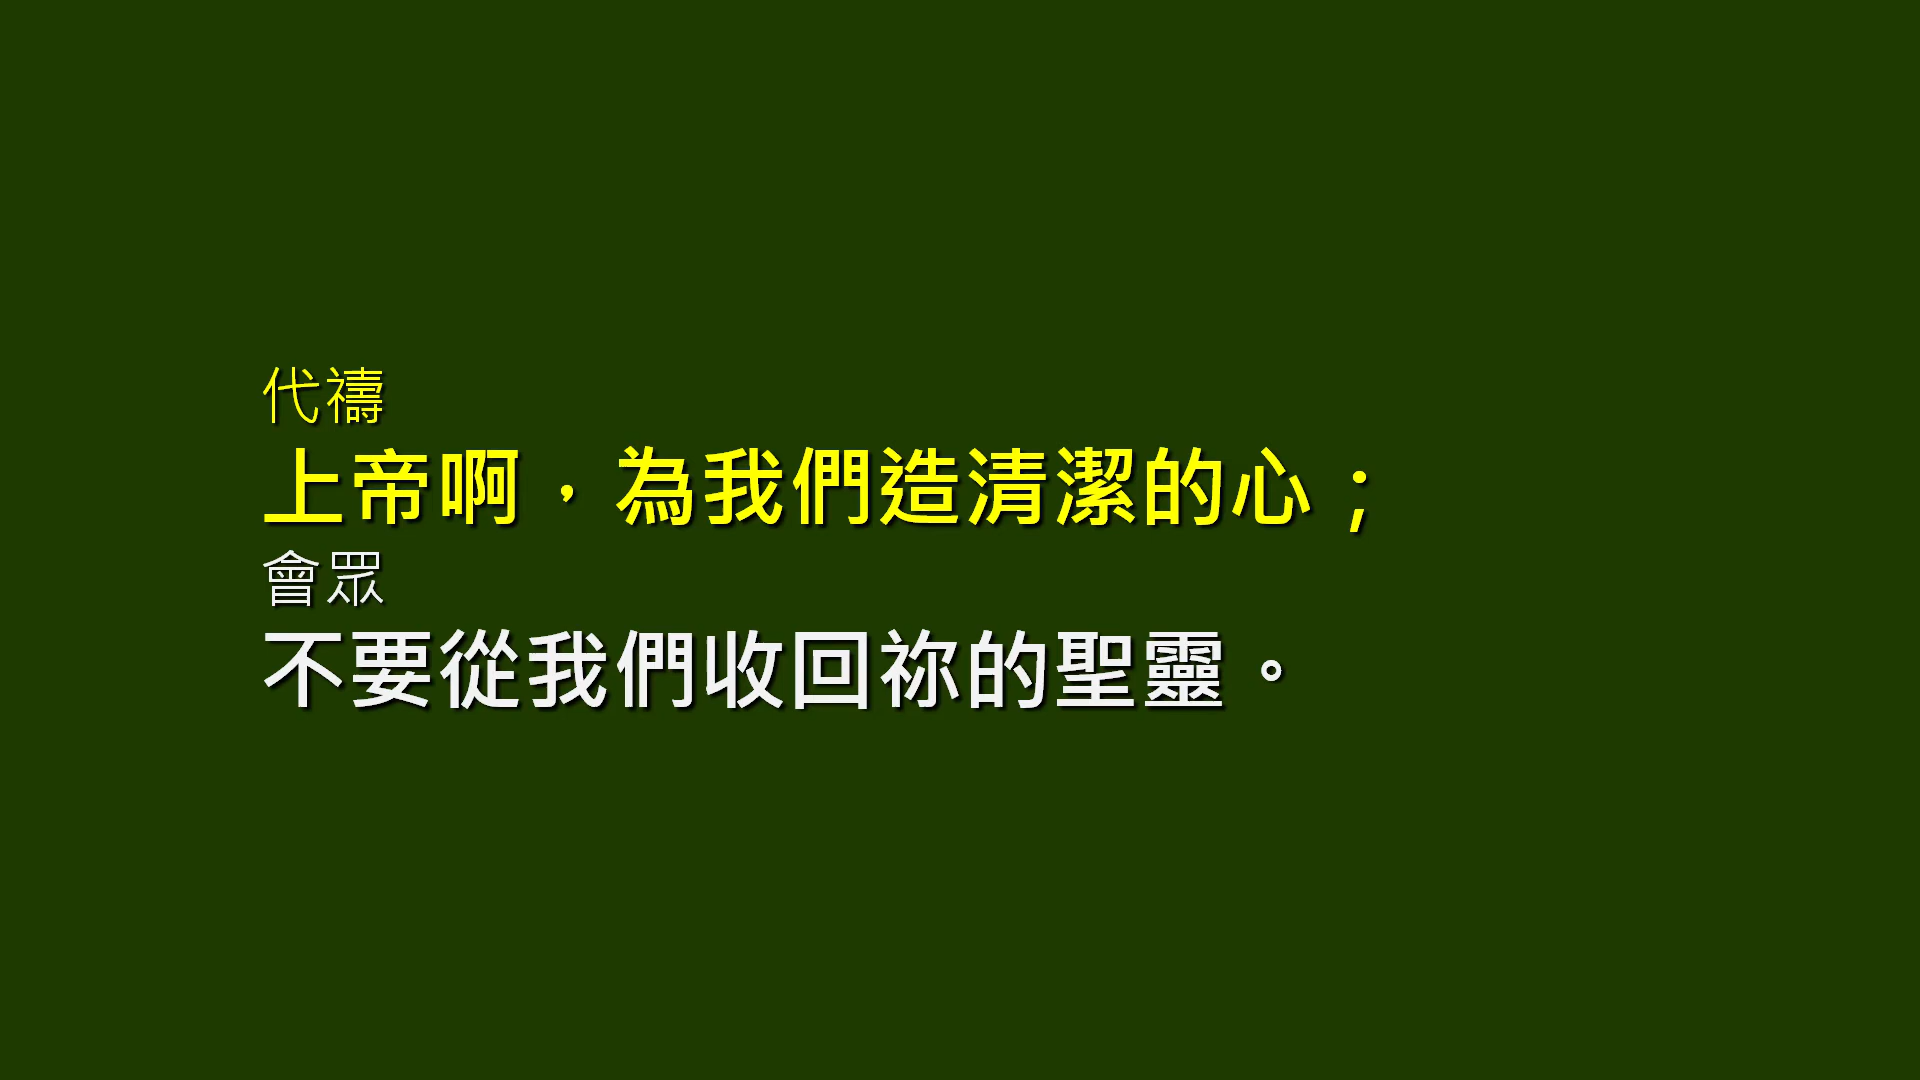 代禱
上帝啊，為我們造清潔的心；
會眾
不要從我們收回祢的聖靈。